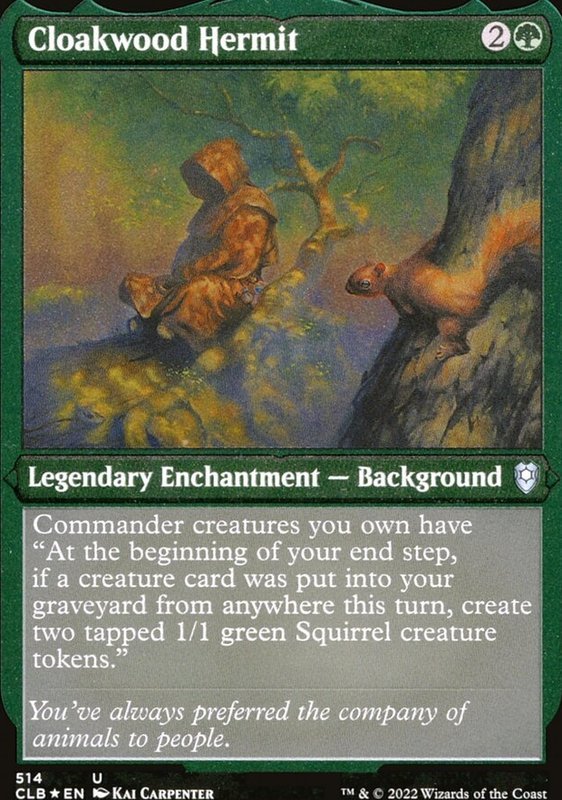 Cloakwood Hermit 2
Legendary Enchantment — Background
Commander creatures you own have
“At the beginning of your end step,
if a creature card was put into your
graveyard from anywhere this turn, create
two tapped 1/1 green Squirrel creature
tokens.”
You’ve always preferred the company of
animals to people.
514 U
CLB★EN Kai Carpenter ™ & © 2022 Wizards of the Coast